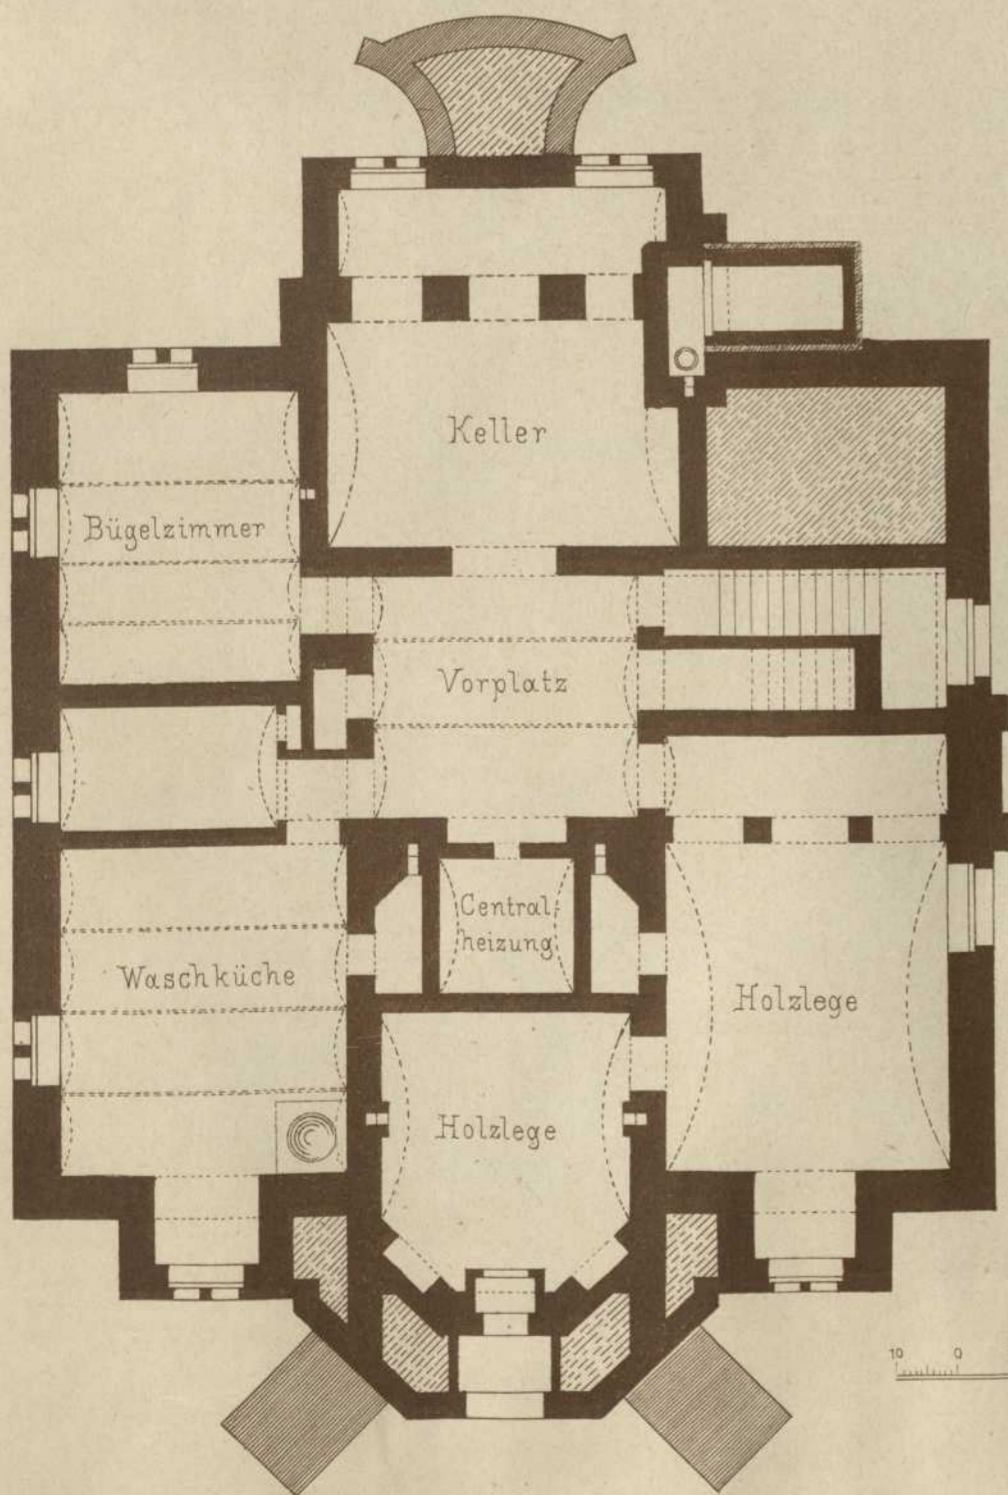 Keller
Bügelzimmer
Vorplatz
Central-
heizung
Waschküche
Holzlege
Holzlege
10 0